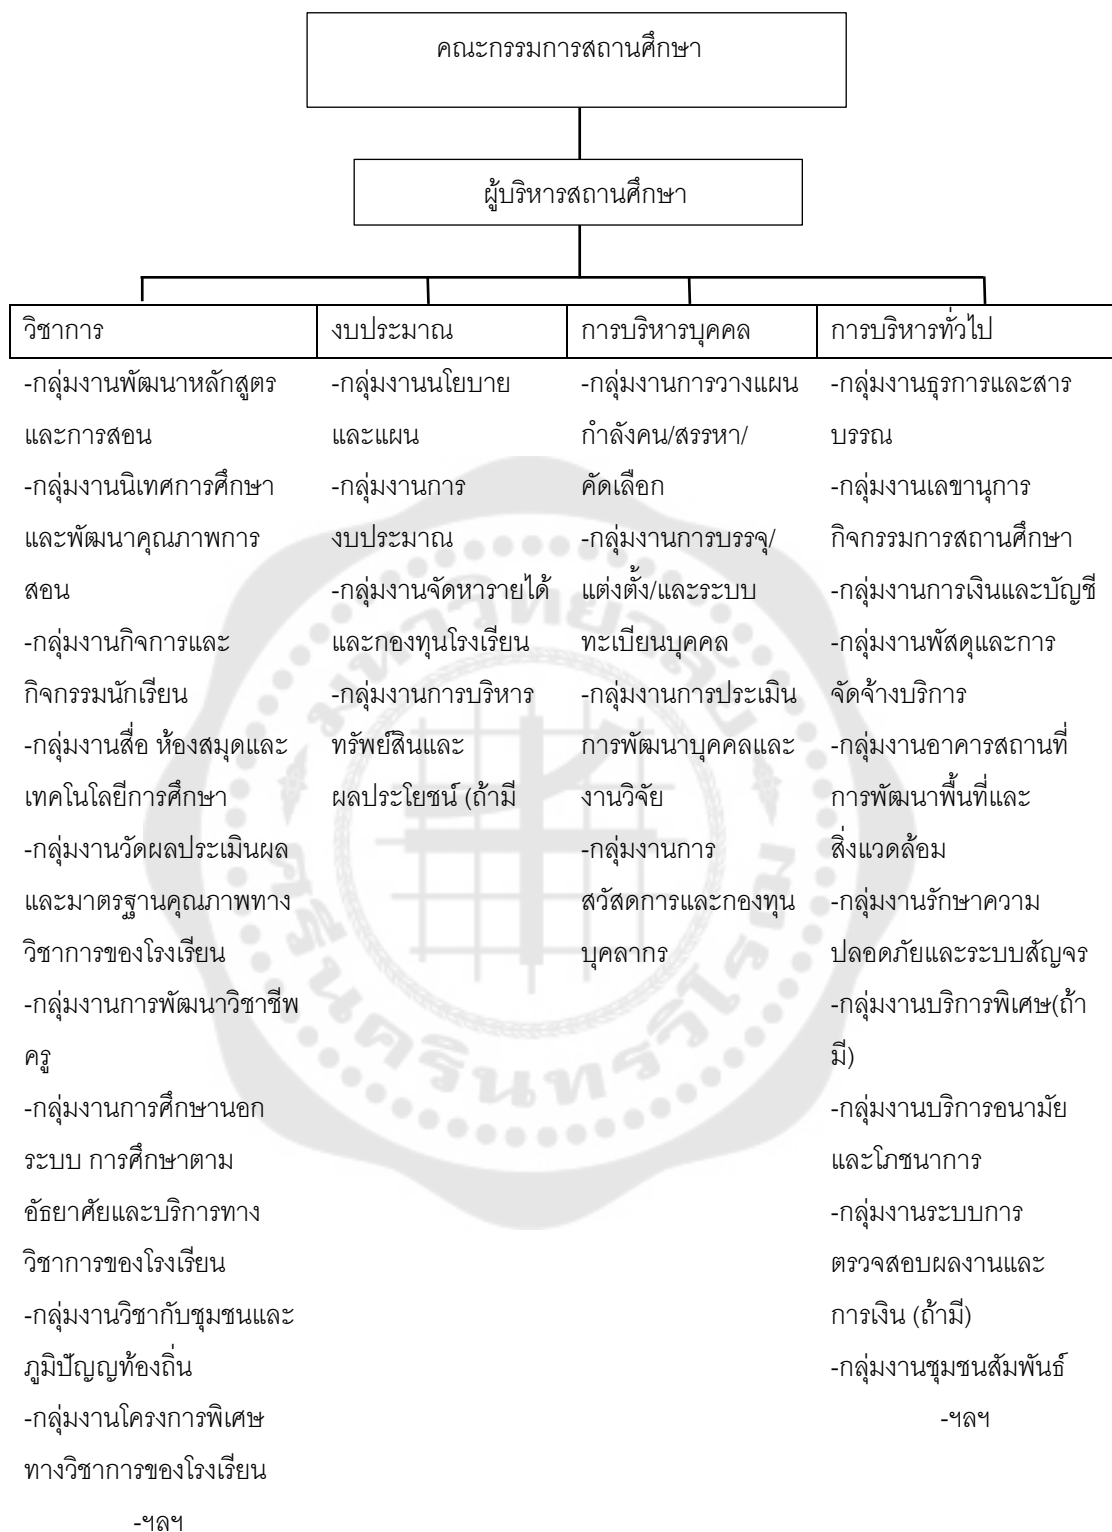 คณะกรรมการสถานศึกษา
ผู้บริหารสถานศึกษา
วิชาการ
-กลุ่มงานพัฒนาหลักสูตร
และการสอน
-กลุ่มงานนิเทศการศึกษา
และพัฒนาคุณภาพการ
สอน
-กลุ่มงานกิจการและ
กิจกรรมนักเรียน
-กลุ่มงานสื่อ ห้องสมุดและ
เทคโนโลยีการศึกษา
-กลุ่มงานวัดผลประเมินผล
และมาตรฐานคุณภาพทาง
วิชาการของโรงเรียน
-กลุ่มงานการพัฒนาวิชาชีพ
ครู
-กลุ่มงานการศึกษานอก
ระบบ การศึกษาตาม
อัธยาศัยและบริการทาง
วิชาการของโรงเรียน
-กลุ่มงานวิชากับชุมชนและ
ภูมิปัญญท้องถิ่น
-กลุ่มงานโครงการพิเศษ
ทางวิชาการของโรงเรียน
-ฯลฯ
งบประมาณ
-กลุ่มงานนโยบาย
และแผน
-กลุ่มงานการ
งบประมาณ
-กลุ่มงานจัดหารายได้
และกองทุนโรงเรียน
-กลุ่มงานการบริหาร
ทรัพย์สินและ
ผลประโยชน์ (ถ้ามี
การบริหารบุคคล
-กลุ่มงานการวางแผน
กำลังคน/สรรหา/
คัดเลือก
-กลุ่มงานการบรรจุ/
แต่งตั้ง/และระบบ
ทะเบียนบุคคล
-กลุ่มงานการประเมิน
การพัฒนาบุคคลและ
งานวิจัย
-กลุ่มงานการ
สวัสดการและกองทุน
บุคลากร
การบริหารทั่วไป
-กลุ่มงานธุรการและสาร
บรรณ
-กลุ่มงานเลขานุการ
กิจกรรมการสถานศึกษา
-กลุ่มงานการเงินและบัญชี
-กลุ่มงานพัสดุและการ
จัดจ้างบริการ
-กลุ่มงานอาคารสถานที่
การพัฒนาพื้นที่และ
สิ่งแวดล้อม
-กลุ่มงานรักษาความ
ปลอดภัยและระบบสัญจร
-กลุ่มงานบริการพิเศษ(ถ้า
มี)
-กลุ่มงานบริการอนามัย
และโภชนาการ
-กลุ่มงานระบบการ
ตรวจสอบผลงานและ
การเงิน (ถ้ามี)
-กลุ่มงานชุมชนสัมพันธ์
-ฯลฯ
มหาวิทยาลัย
ศรีนครินทรวิโรฒ